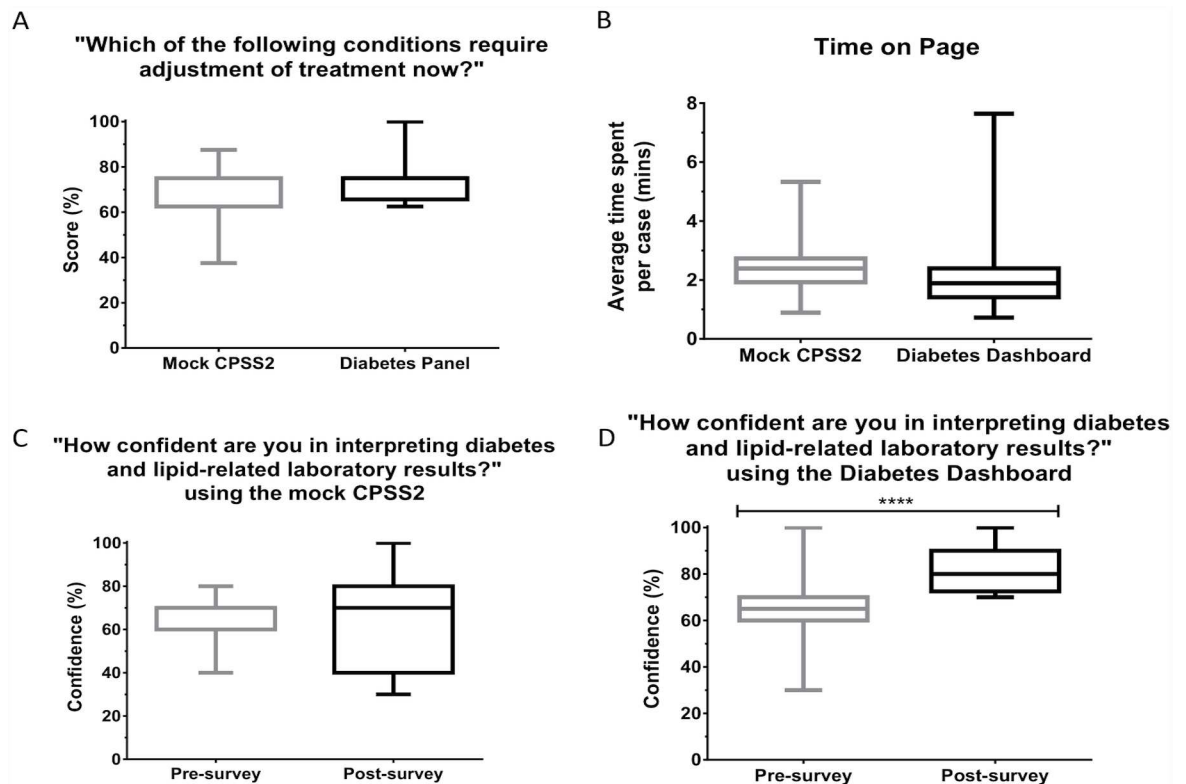 A
"Which of the following conditions require
adjustment of treatment now?"
Score (%)
100
80
60
40
20
0
Mock CPSS2
Diabetes Panel
B
Time on Page
Average time spent
per case (mins)
8
6
4
2
0
Mock CPSS2
Diabetes Dashboard
C
"How confident are you in interpreting diabetes
and lipid-related laboratory results?"
using the mock CPSS2
Confidence (%)
100
80
60
40
20
0
Pre-survey
Post-survey
D
"How confident are you in interpreting diabetes
and lipid-related laboratory results?"
using the Diabetes Dashboard
****
Confidence (%)
100
80
60
40
20
0
Pre-survey
Post-survey